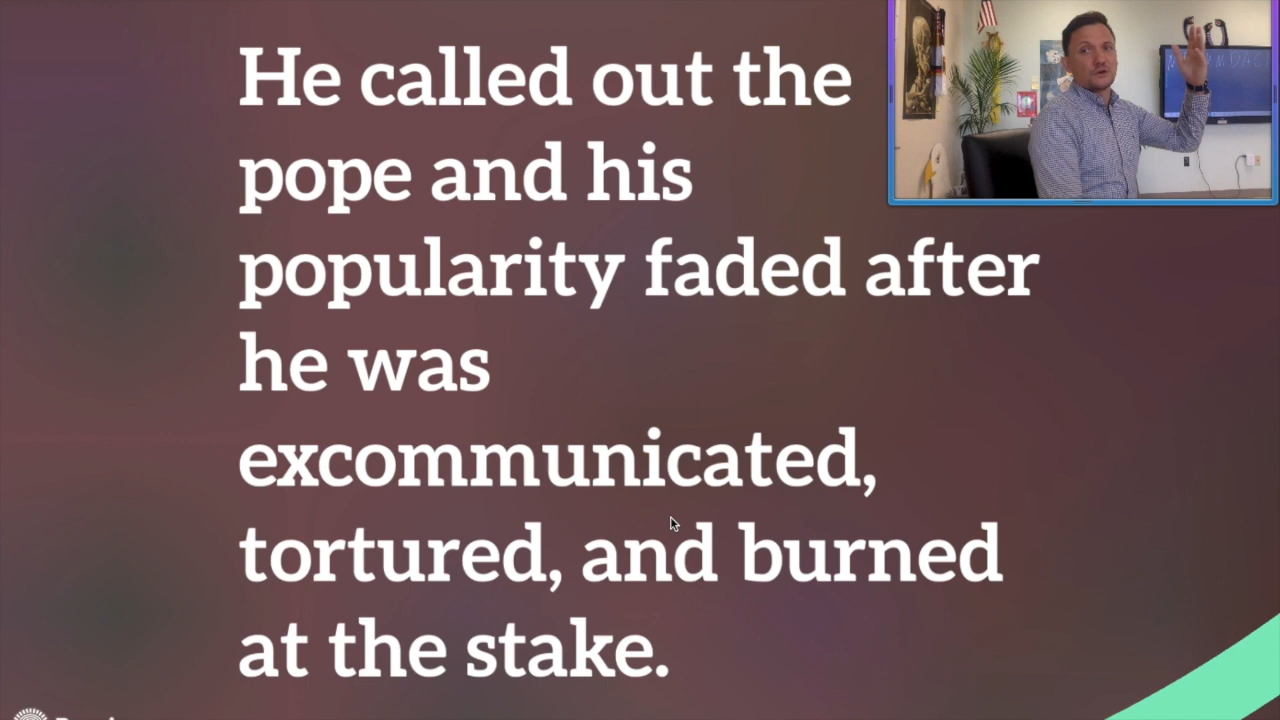 He called out the
pope and his
popularity faded after
he was
excommunicated,
tortured, and burned
at the stake.